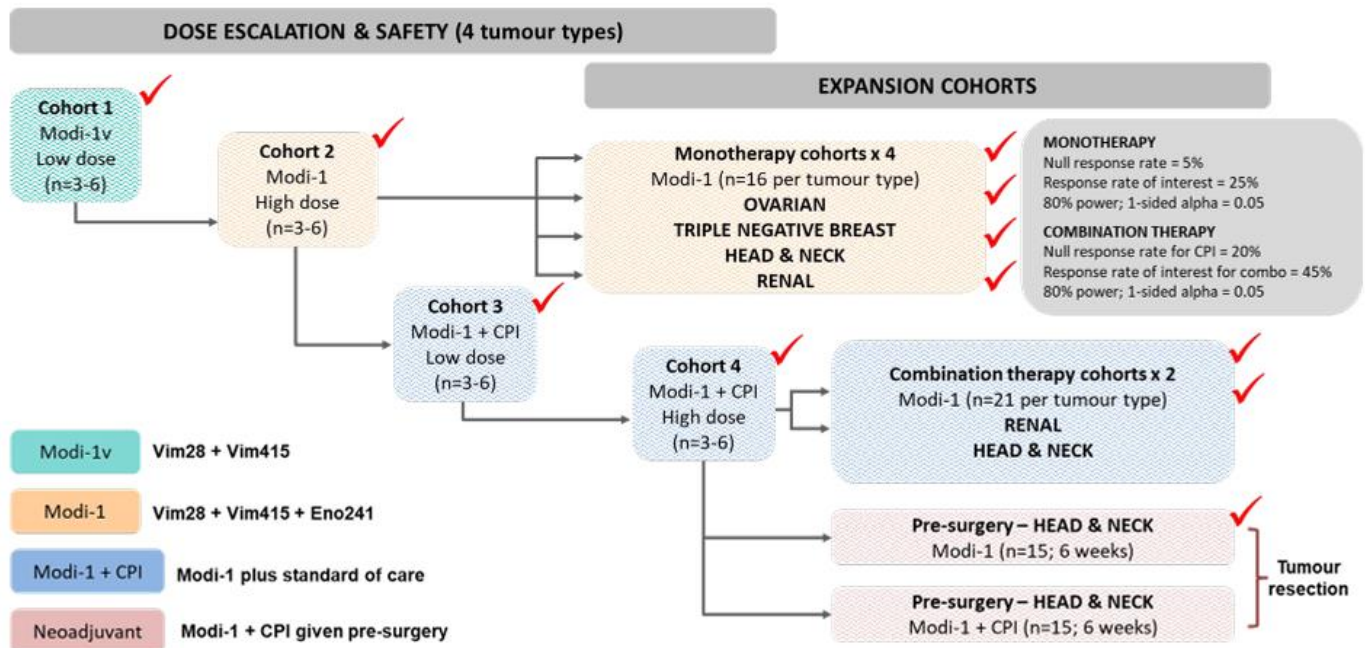 DOSE ESCALATION & SAFETY (4 tumour types)
EXPANSION COHORTS
Cohort 1
Modi-1v
Low dose
(n=3-6)
Cohort 2
Modi-1
High dose
(n=3-6)
Monotherapy cohorts x 4
Modi-1 (n=16 per tumour type)
OVARIAN
TRIPLE NEGATIVE BREAST
HEAD & NECK
RENAL
MONOTHERAPY
Null response rate = 5%
Response rate of interest = 25%
80% power; 1-sided alpha = 0.05
COMBINATION THERAPY
Null response rate for CPI = 20%
Response rate of interest for combo = 45%
80% power; 1-sided alpha = 0.05
Cohort 3
Modi-1 + CPI
Low dose
(n=3-6)
Cohort 4
Modi-1 + CPI
High dose
(n=3-6)
Combination therapy cohorts x 2
Modi-1 (n=21 per tumour type)
RENAL
HEAD & NECK
Pre-surgery – HEAD & NECK
Modi-1 (n=15; 6 weeks)
Pre-surgery – HEAD & NECK
Modi-1 + CPI (n=15; 6 weeks)
Tumour
resection
Modi-1v Vim28 + Vim415
Modi-1 Vim28 + Vim415 + Eno241
Modi-1 + CPI Modi-1 plus standard of care
Neoadjuvant Modi-1 + CPI given pre-surgery